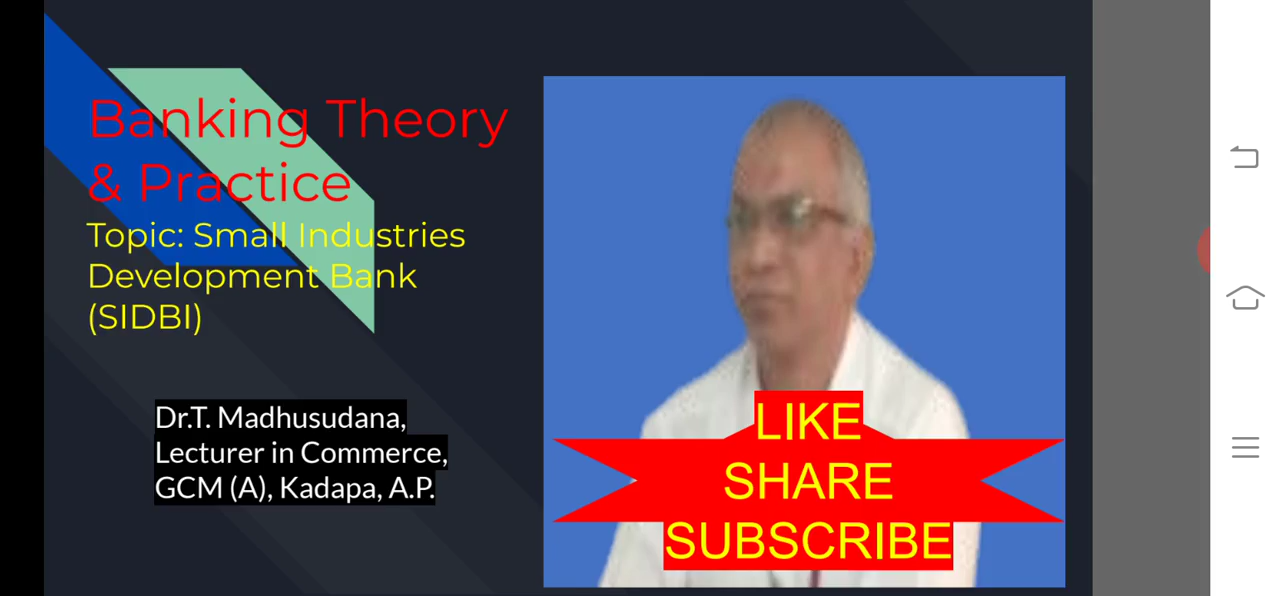 Banking Theory
& Practice
Topic: Small Industries
Development Bank
(SIDBI)
Dr.T. Madhusudana,
Lecturer in Commerce,
GCM (A), Kadapa, A.P.
LIKE
SHARE
SUBSCRIBE